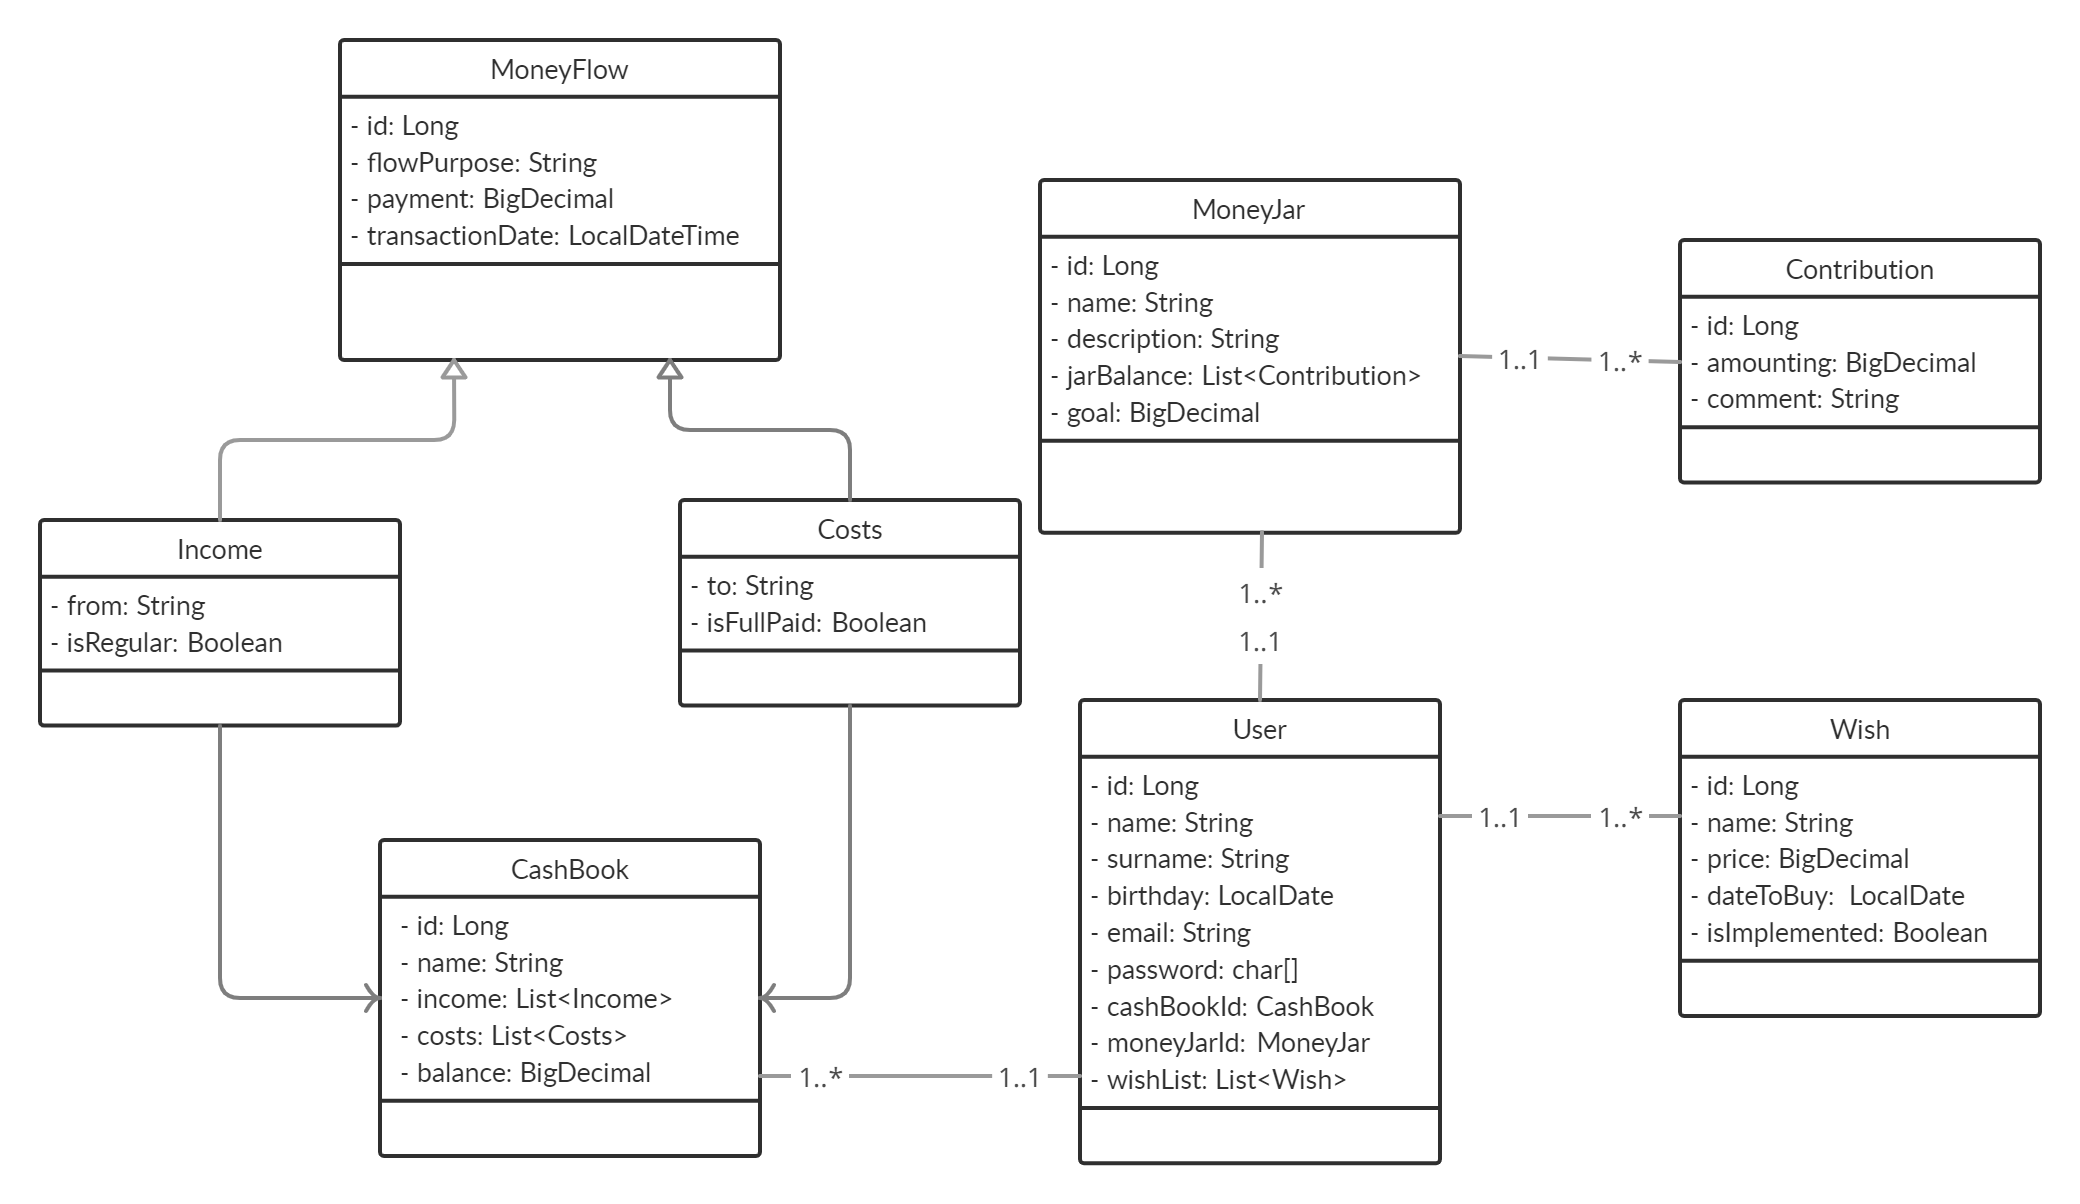 MoneyFlow
- id: Long
- flowPurpose: String
- payment: BigDecimal
- transactionDate: LocalDateTime
MoneyJar
- id: Long
- name: String
- description: String
- jarBalance: List<Contribution>
- goal: BigDecimal
Contribution
- id: Long
- amounting: BigDecimal
- comment: String
1..1
1..*
Income
- from: String
- isRegular: Boolean
Costs
- to: String
- isFullPaid: Boolean
1..*
1..1
User
- id: Long
- name: String
- surname: String
- birthday: LocalDate
- email: String
- password: char[]
- cashBookId: CashBook
- moneyJarId: MoneyJar
- wishList: List<Wish>
1..1
1..*
Wish
- id: Long
- name: String
- price: BigDecimal
- dateToBuy: LocalDate
- isImplemented: Boolean
CashBook
- id: Long
- name: String
- income: List<Income>
- costs: List<Costs>
- balance: BigDecimal
1..*
1..1